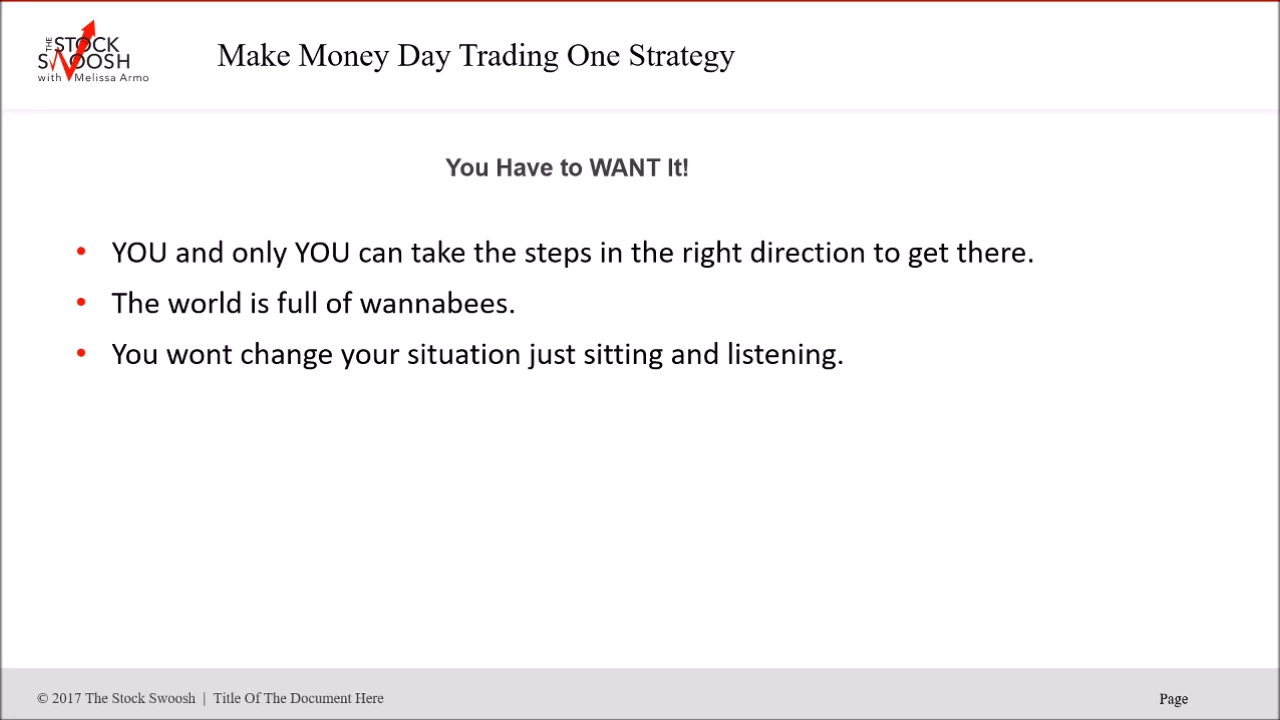 THE STOCK
SWOOSH
with Melissa Armo
Make Money Day Trading One Strategy
You Have to WANT It!
• YOU and only YOU can take the steps in the right direction to get there.
• The world is full of wannabees.
• You wont change your situation just sitting and listening.
© 2017 The Stock Swoosh | Title Of The Document Here
Page